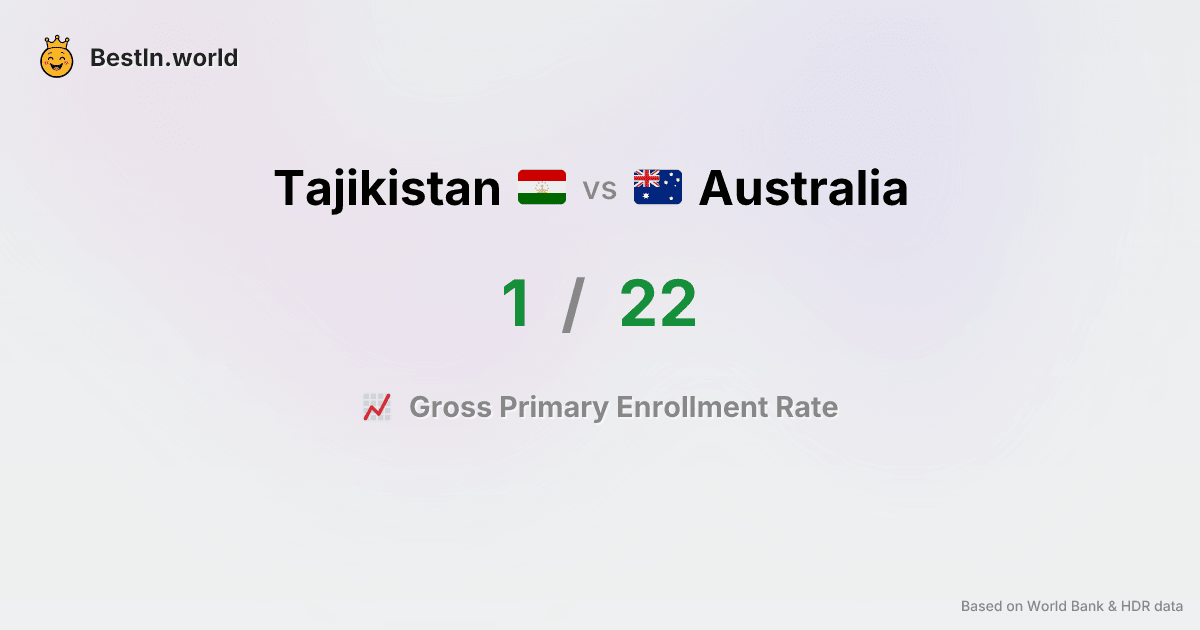 BestIn.world
Tajikistan vs Australia
1 / 22
Gross Primary Enrollment Rate
Based on World Bank & HDR data